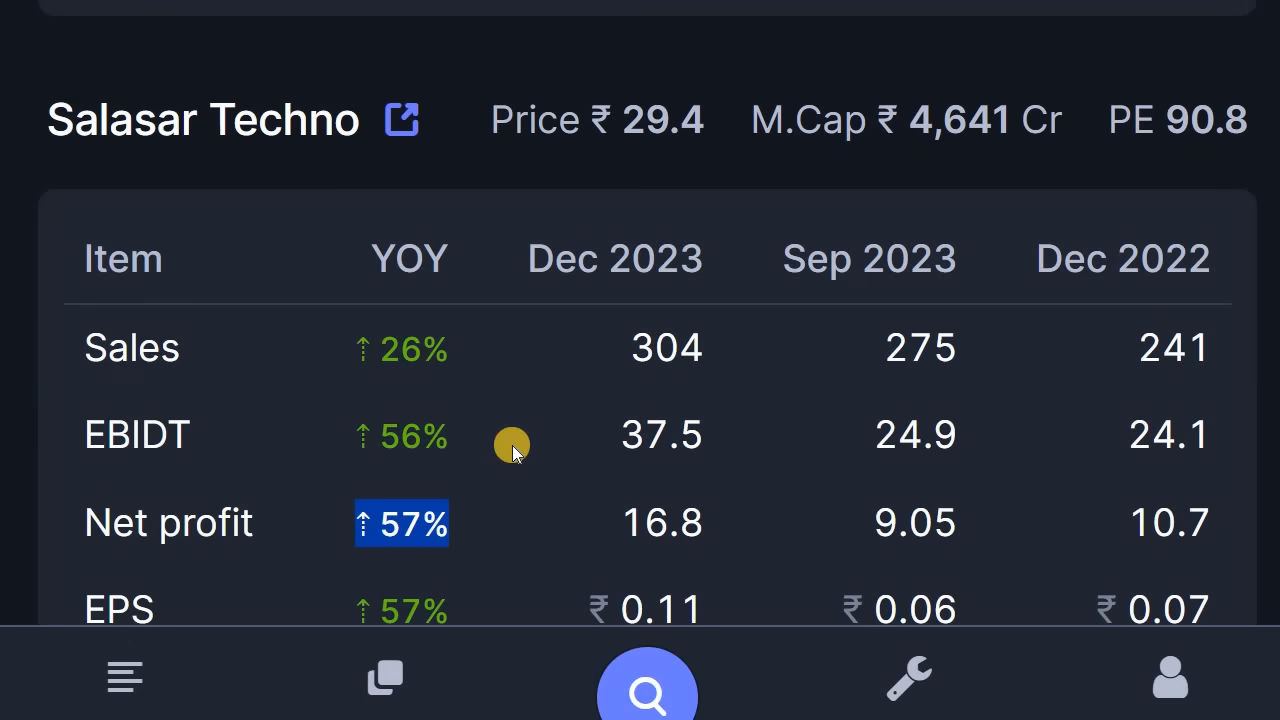 Salasar Techno Price ₹ 29.4 M.Cap ₹ 4,641 Cr PE 90.8
Item YOY Dec 2023 Sep 2023 Dec 2022
Sales ⇡ 26% 304 275 241
EBIDT ⇡ 56% 37.5 24.9 24.1
Net profit ⇡ 57% 16.8 9.05 10.7
EPS ⇡ 57% ₹ 0.11 ₹ 0.06 ₹ 0.07